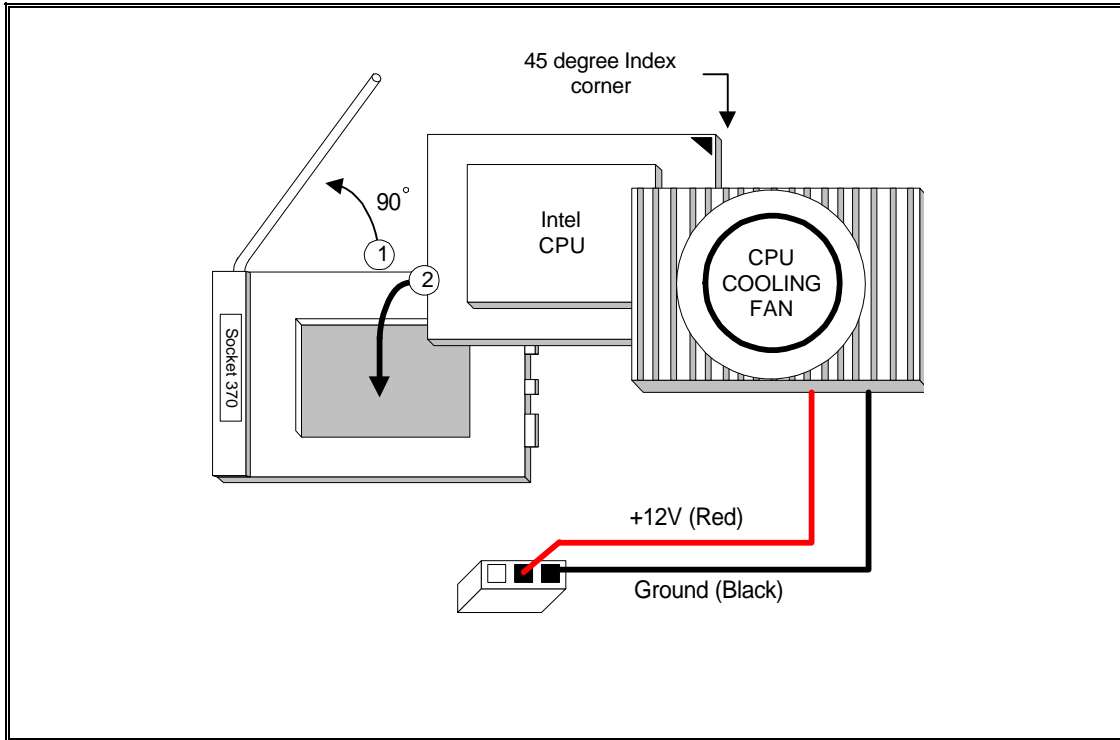 45 degree Index
corner
90°
1
2
Intel
CPU
CPU
COOLING
FAN
Socket 370
+12V (Red)
Ground (Black)